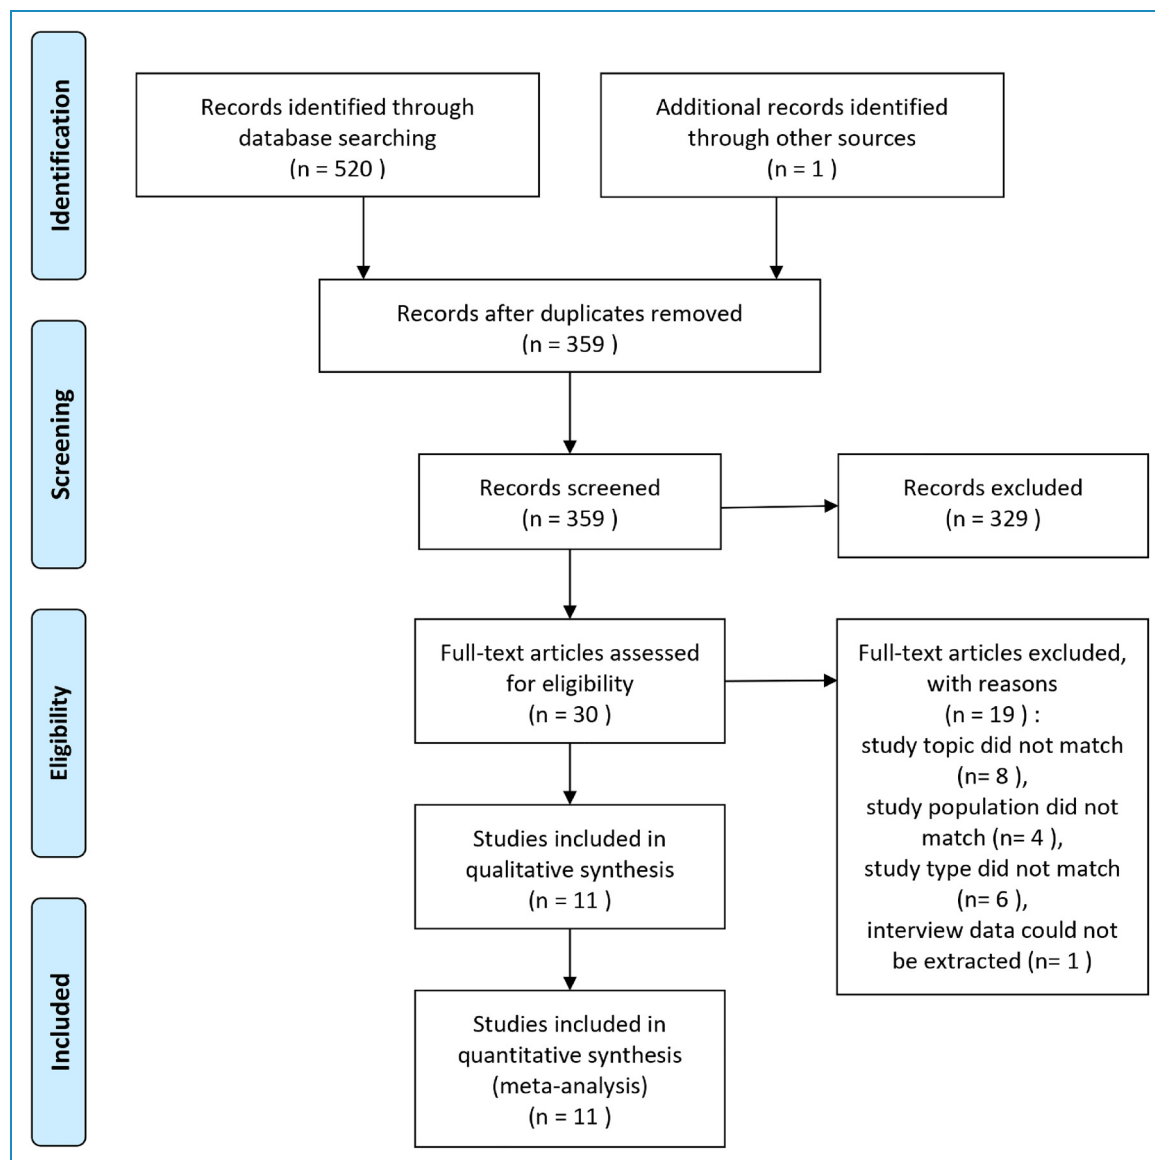 Identification
Records identified through
database searching
(n = 520 )
Additional records identified
through other sources
(n = 1 )
Records after duplicates removed
(n = 359 )
Screening
Records screened
(n = 359 )
Records excluded
(n = 329 )
Eligibility
Full-text articles assessed
for eligibility
(n = 30 )
Full-text articles excluded,
with reasons
(n = 19 ) :
study topic did not match
(n= 8 ),
study population did not
match (n= 4 ),
study type did not match
(n= 6 ),
interview data could not
be extracted (n= 1 )
Studies included in
qualitative synthesis
(n = 11 )
Included
Studies included in
quantitative synthesis
(meta-analysis)
(n = 11 )